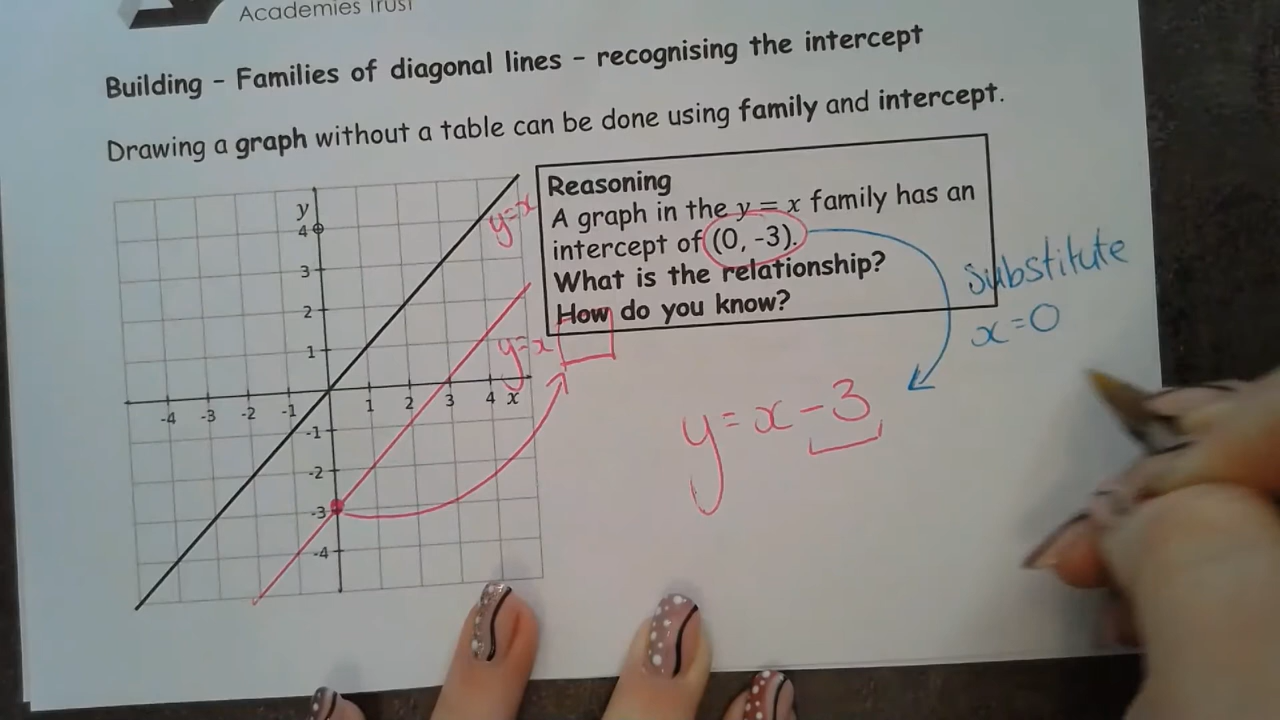 Academies Trust
Building - Families of diagonal lines - recognising the intercept
Drawing a graph without a table can be done using family and intercept.
Reasoning
A graph in the y = x family has an
intercept of (0, -3).
What is the relationship?
How do you know?
y
4
3
2
1
-4 -3 -2 -1 1 2 3 4 x
-1
-2
-3
-4
y=x
y=x
y=x-3
Substitute
x=0